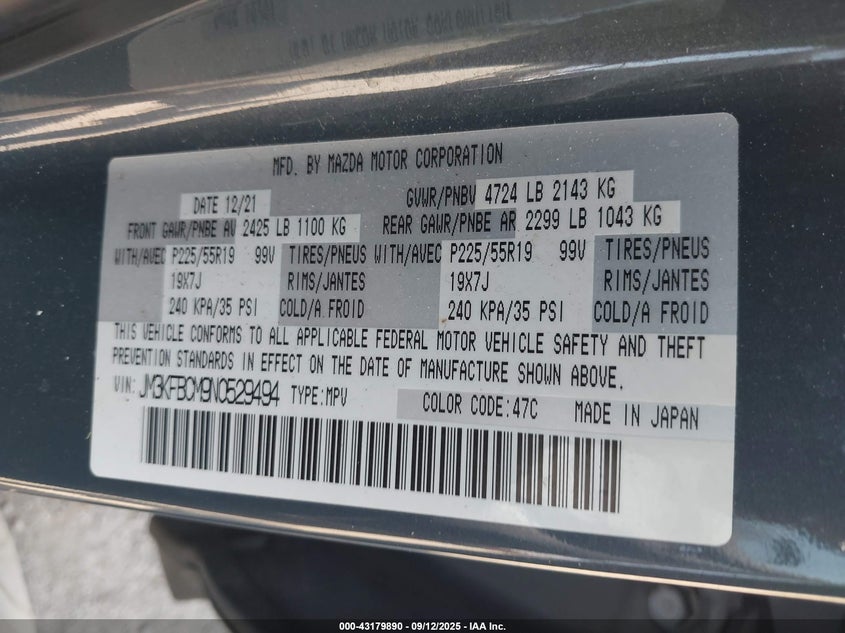 MFD. BY MAZDA MOTOR CORPORATION
DATE 12/21 GVWR/PNBV 4724 LB 2143 KG
FRONT GAWR/PNBE AV 2425 LB 1100 KG REAR GAWR/PNBE AR 2299 LB 1043 KG
WITH/AVEC P225/55R19 99V TIRES/PNEUS WITH/AVEC P225/55R19 99V TIRES/PNEUS
19X7J RIMS/JANTES 19X7J RIMS/JANTES
240 KPA/35 PSI COLD/A FROID 240 KPA/35 PSI COLD/A FROID
THIS VEHICLE CONFORMS TO ALL APPLICABLE FEDERAL MOTOR VEHICLE SAFETY AND THEFT
PREVENTION STANDARDS IN EFFECT ON THE DATE OF MANUFACTURE SHOWN ABOVE.
VIN: JM3KFBCM9N0529494 TYPE:MPV COLOR CODE:47C MADE IN JAPAN
000-43179890 - 09/12/2025 - IAA Inc.